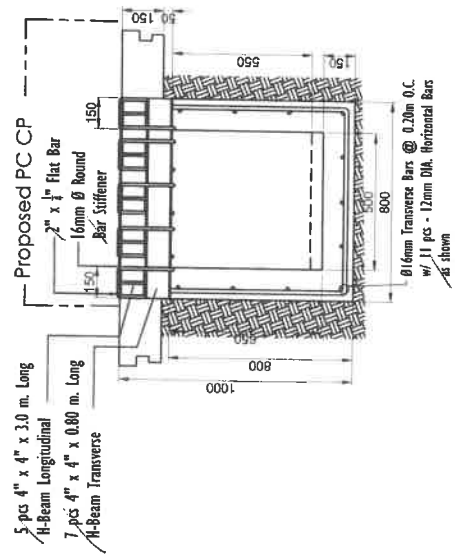 Proposed PC CP
5 pcs 4" x 4" x 3.0 m. Long
H-Beam Longitudinal
7 pcs 4" x 4" x 0.80 m. Long
H-Beam Transverse
2" x ¼" Flat Bar
16mm Ø Round
Bar Stiffener
150
150
150
50
550
150
500
800
650
800
1000
Ø16mm Transverse Bars @ 0.20m O.C.
w/ 11 pcs - 12mm DIA. Horizontal Bars
as shown